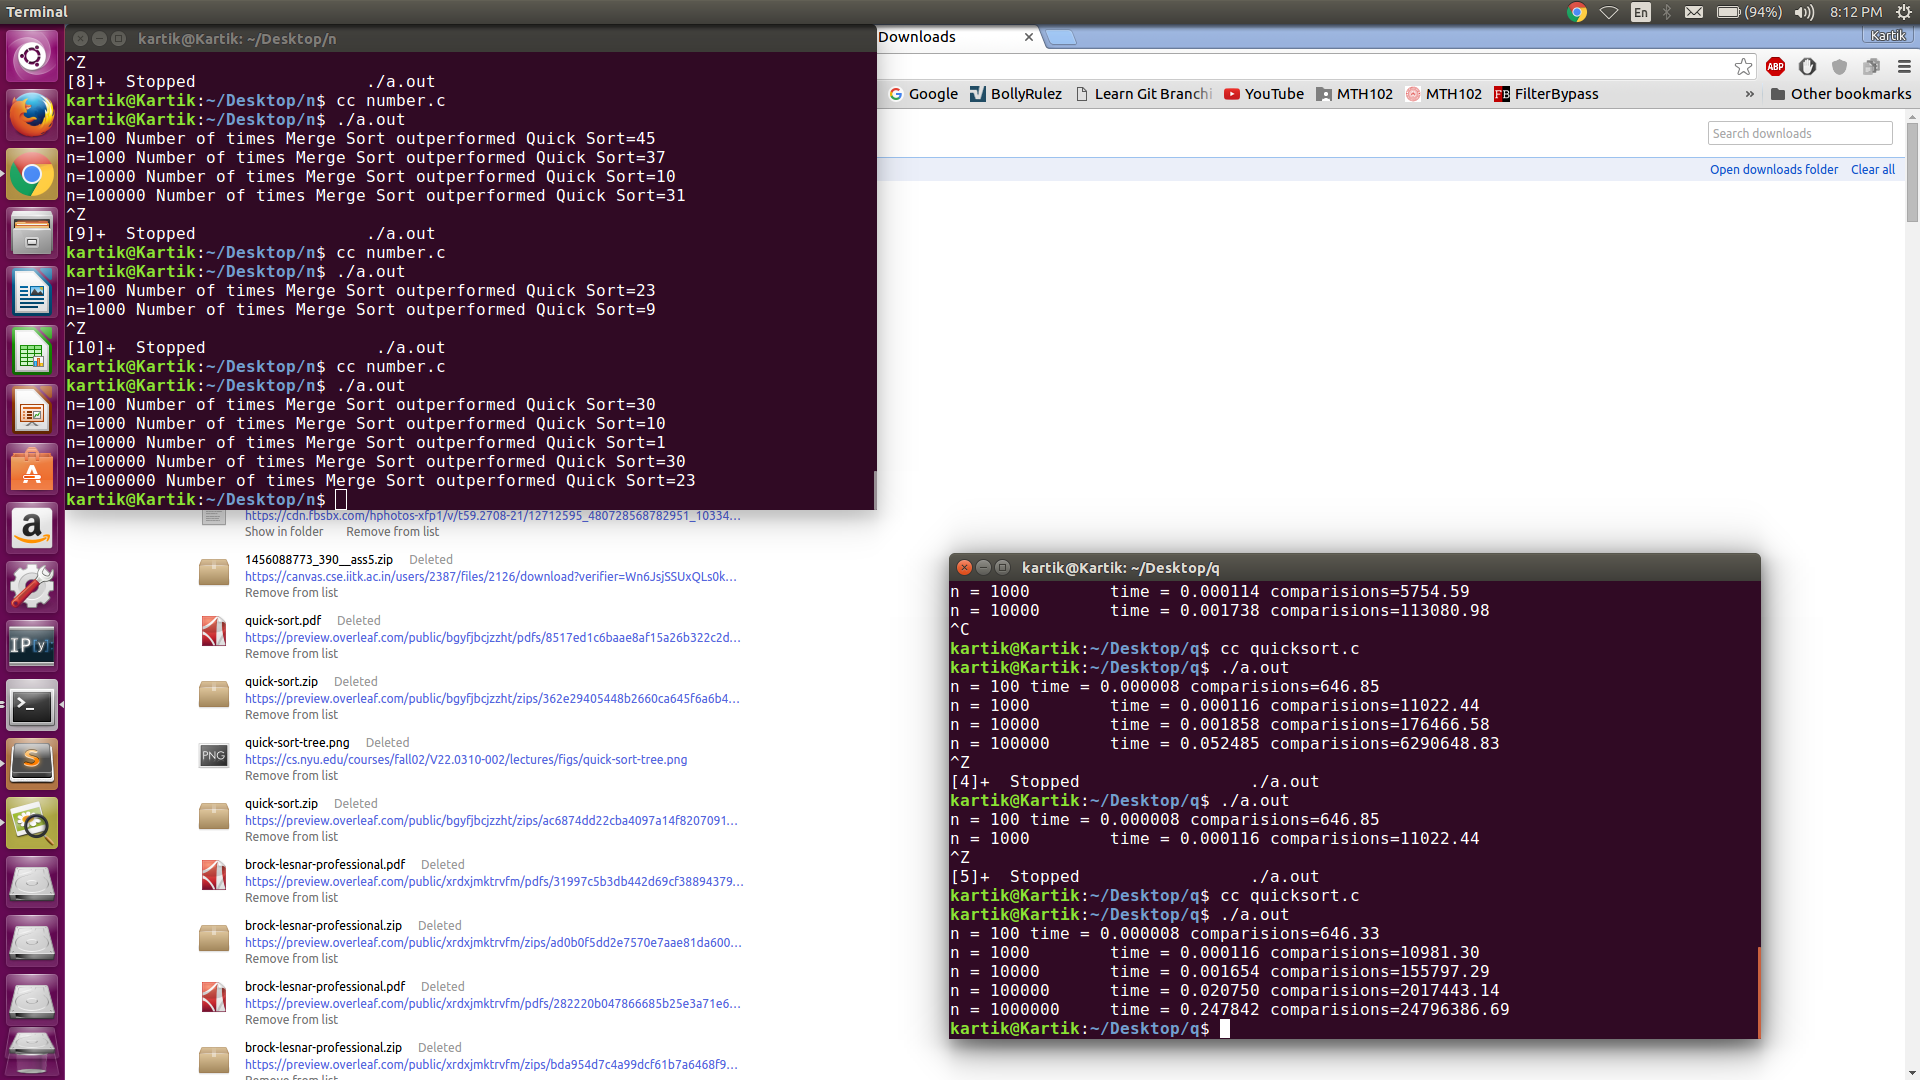 Terminal
En
(94%)
8:12 PM
kartik@Kartik: ~/Desktop/n
^Z
[8]+  Stopped                 ./a.out
kartik@Kartik:~/Desktop/n$ cc number.c
kartik@Kartik:~/Desktop/n$ ./a.out
n=100 Number of times Merge Sort outperformed Quick Sort=45
n=1000 Number of times Merge Sort outperformed Quick Sort=37
n=10000 Number of times Merge Sort outperformed Quick Sort=10
n=100000 Number of times Merge Sort outperformed Quick Sort=31
^Z
[9]+  Stopped                 ./a.out
kartik@Kartik:~/Desktop/n$ cc number.c
kartik@Kartik:~/Desktop/n$ ./a.out
n=100 Number of times Merge Sort outperformed Quick Sort=23
n=1000 Number of times Merge Sort outperformed Quick Sort=9
^Z
[10]+  Stopped                 ./a.out
kartik@Kartik:~/Desktop/n$ cc number.c
kartik@Kartik:~/Desktop/n$ ./a.out
n=100 Number of times Merge Sort outperformed Quick Sort=30
n=1000 Number of times Merge Sort outperformed Quick Sort=10
n=10000 Number of times Merge Sort outperformed Quick Sort=1
n=100000 Number of times Merge Sort outperformed Quick Sort=30
n=1000000 Number of times Merge Sort outperformed Quick Sort=23
kartik@Kartik:~/Desktop/n$
Downloads
Kartik
ABP
Google BollyRulez Learn Git Branchi YouTube MTH102 MTH102 FB FilterBypass » Other bookmarks
Search downloads
Open downloads folder Clear all
https://cdn.fbsbx.com/hphotos-xfp1/v/t59.2708-21/12712595_480728568782951_10334...
Show in folder Remove from list
1456088773_390__ass5.zip Deleted
https://canvas.cse.iitk.ac.in/users/2387/files/2126/download?verifier=Wn6JsjSSUxQLs0k...
Remove from list
quick-sort.pdf Deleted
https://preview.overleaf.com/public/bgyfjbcjzzht/pdfs/8517ed1c6baae8af15a26b322c2d...
Remove from list
quick-sort.zip Deleted
https://preview.overleaf.com/public/bgyfjbcjzzht/zips/362e29405448b2660ca645f6a6b4...
Remove from list
PNG
quick-sort-tree.png Deleted
https://cs.nyu.edu/courses/fall02/V22.0310-002/lectures/figs/quick-sort-tree.png
Remove from list
quick-sort.zip Deleted
https://preview.overleaf.com/public/bgyfjbcjzzht/zips/ac6874dd22cba4097a14f8207091...
Remove from list
brock-lesnar-professional.pdf Deleted
https://preview.overleaf.com/public/xrdxjmktrvfm/pdfs/31997c5b3db442d69cf38894379...
Remove from list
brock-lesnar-professional.zip Deleted
https://preview.overleaf.com/public/xrdxjmktrvfm/zips/ad0b0f5dd2e7570e7aae81da600...
Remove from list
brock-lesnar-professional.pdf Deleted
https://preview.overleaf.com/public/xrdxjmktrvfm/pdfs/282220b047866685b25e3a71e6...
Remove from list
brock-lesnar-professional.zip Deleted
https://preview.overleaf.com/public/xrdxjmktrvfm/zips/bda954d7c4a99dcf61b7a6468f9...
Remove from list
kartik@Kartik: ~/Desktop/q
n = 1000        time = 0.000114 comparisions=5754.59
n = 10000       time = 0.001738 comparisions=113080.98
^C
kartik@Kartik:~/Desktop/q$ cc quicksort.c
kartik@Kartik:~/Desktop/q$ ./a.out
n = 100 time = 0.000008 comparisions=646.85
n = 1000        time = 0.000116 comparisions=11022.44
n = 10000       time = 0.001858 comparisions=176466.58
n = 100000      time = 0.052485 comparisions=6290648.83
^Z
[4]+  Stopped                 ./a.out
kartik@Kartik:~/Desktop/q$ ./a.out
n = 100 time = 0.000008 comparisions=646.85
n = 1000        time = 0.000116 comparisions=11022.44
^Z
[5]+  Stopped                 ./a.out
kartik@Kartik:~/Desktop/q$ cc quicksort.c
kartik@Kartik:~/Desktop/q$ ./a.out
n = 100 time = 0.000008 comparisions=646.33
n = 1000        time = 0.000116 comparisions=10981.30
n = 10000       time = 0.001654 comparisions=155797.29
n = 100000      time = 0.020750 comparisions=2017443.14
n = 1000000     time = 0.247842 comparisions=24796386.69
kartik@Kartik:~/Desktop/q$
IP[y]: